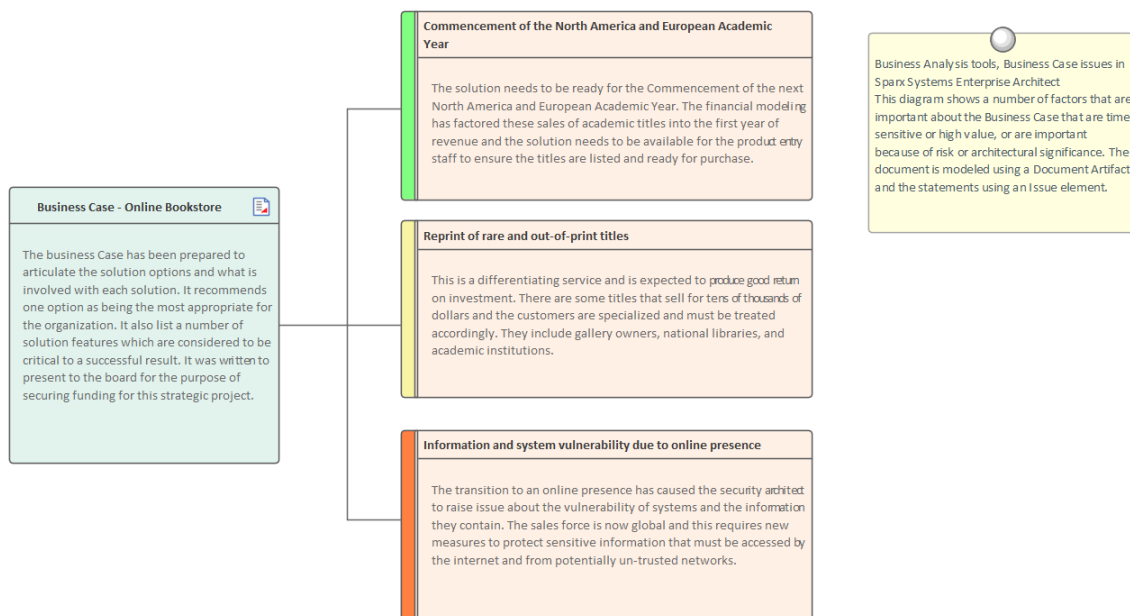 Business Case - Online Bookstore
The business Case has been prepared to
articulate the solution options and what is
involved with each solution. It recommends
one option as being the most appropriate for
the organization. It also list a number of
solution features which are considered to be
critical to a successful result. It was written to
present to the board for the purpose of
securing funding for this strategic project.
Commencement of the North America and European Academic
Year
The solution needs to be ready for the Commencement of the next
North America and European Academic Year. The financial modeling
has factored these sales of academic titles into the first year of
revenue and the solution needs to be available for the product entry
staff to ensure the titles are listed and ready for purchase.
Reprint of rare and out-of-print titles
This is a differentiating service and is expected to produce good return
on investment. There are some titles that sell for tens of thousands of
dollars and the customers are specialized and must be treated
accordingly. They include gallery owners, national libraries, and
academic institutions.
Information and system vulnerability due to online presence
The transition to an online presence has caused the security architect
to raise issue about the vulnerability of systems and the information
they contain. The sales force is now global and this requires new
measures to protect sensitive information that must be accessed by
the internet and from potentially un-trusted networks.
Business Analysis tools, Business Case issues in
Sparx Systems Enterprise Architect
This diagram shows a number of factors that are
important about the Business Case that are time
sensitive or high value, or are important
because of risk or architectural significance. The
document is modeled using a Document Artifact
and the statements using an Issue element.